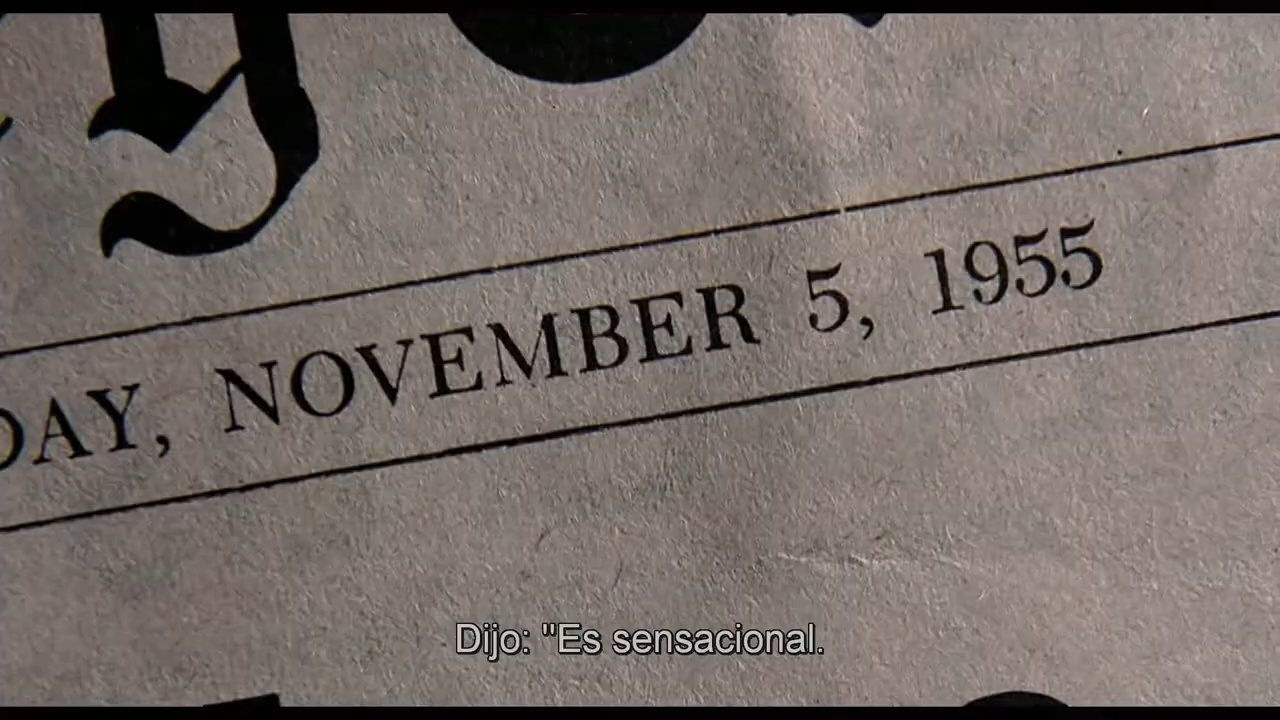 DAY, NOVEMBER 5, 1955
Dijo: "Es sensacional.